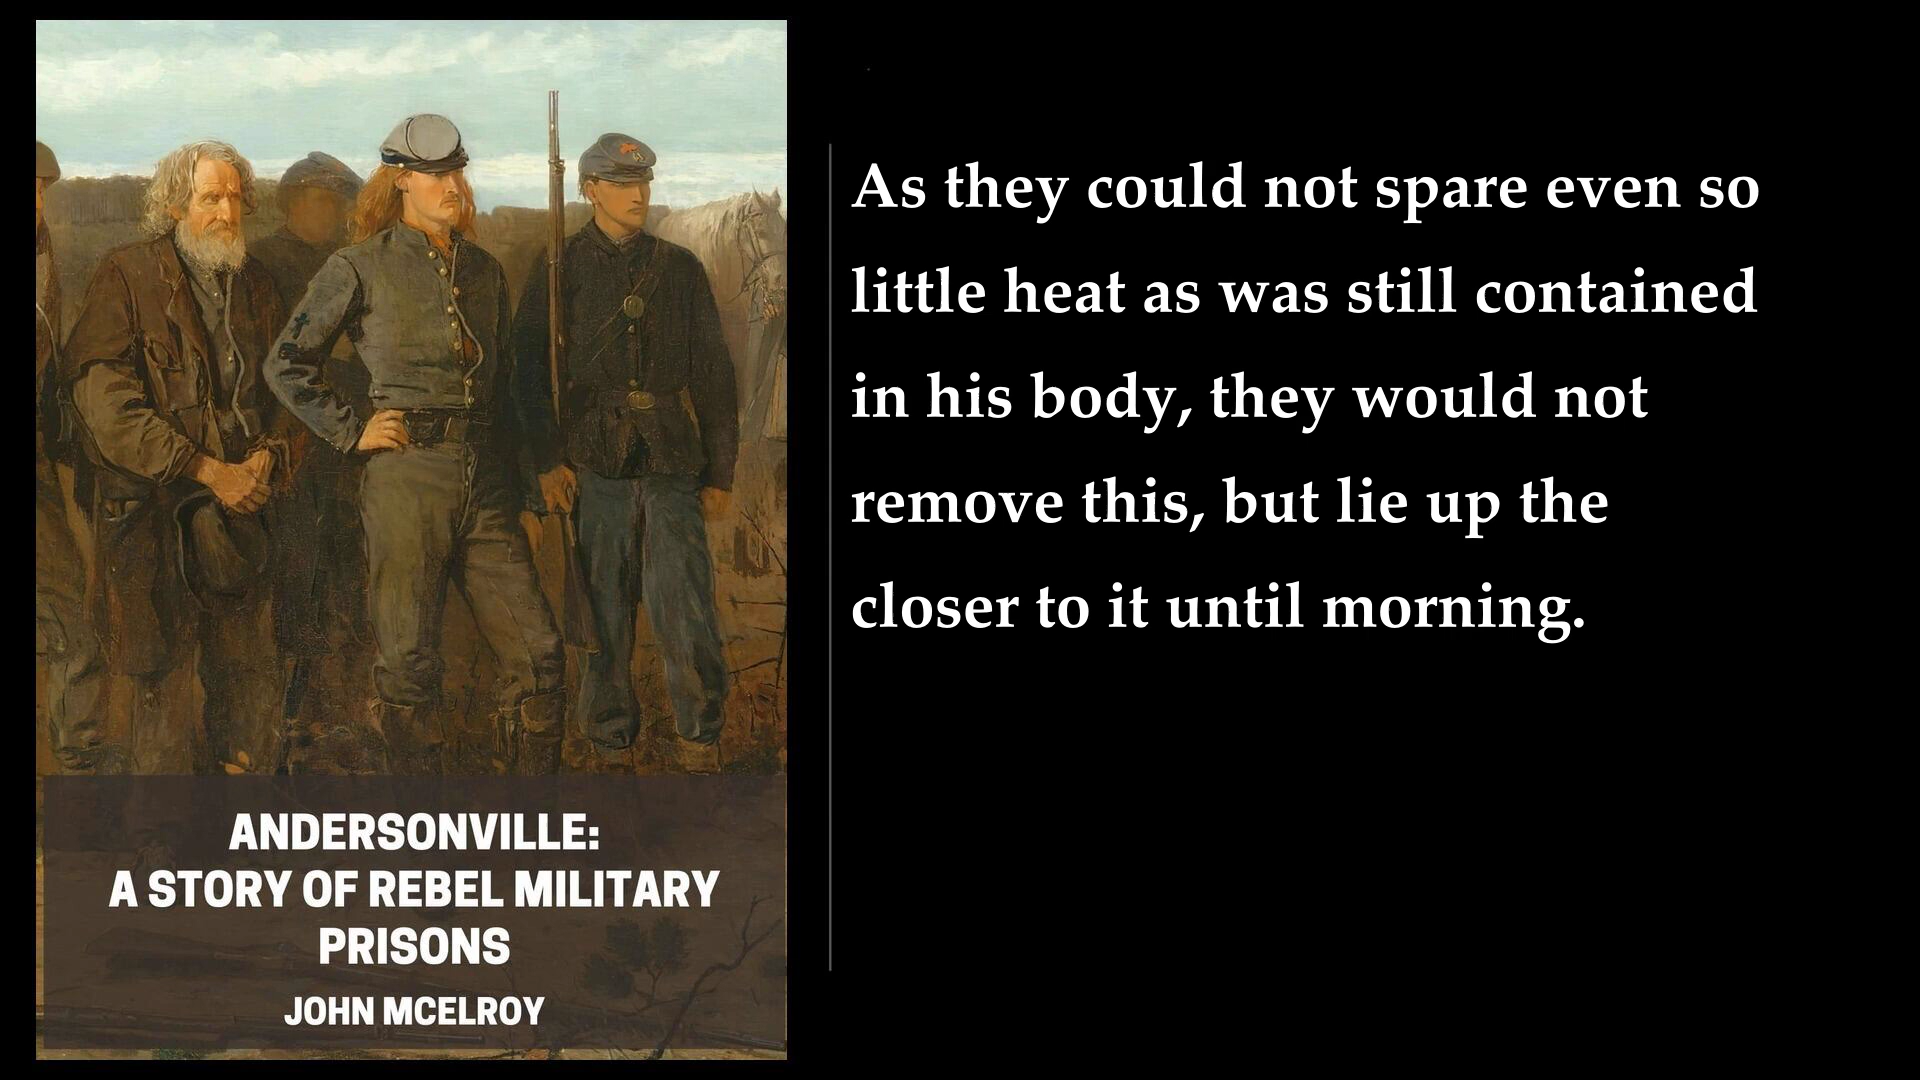 ANDERSONVILLE:
A STORY OF REBEL MILITARY
PRISONS
JOHN MCELROY
As they could not spare even so
little heat as was still contained
in his body, they would not
remove this, but lie up the
closer to it until morning.